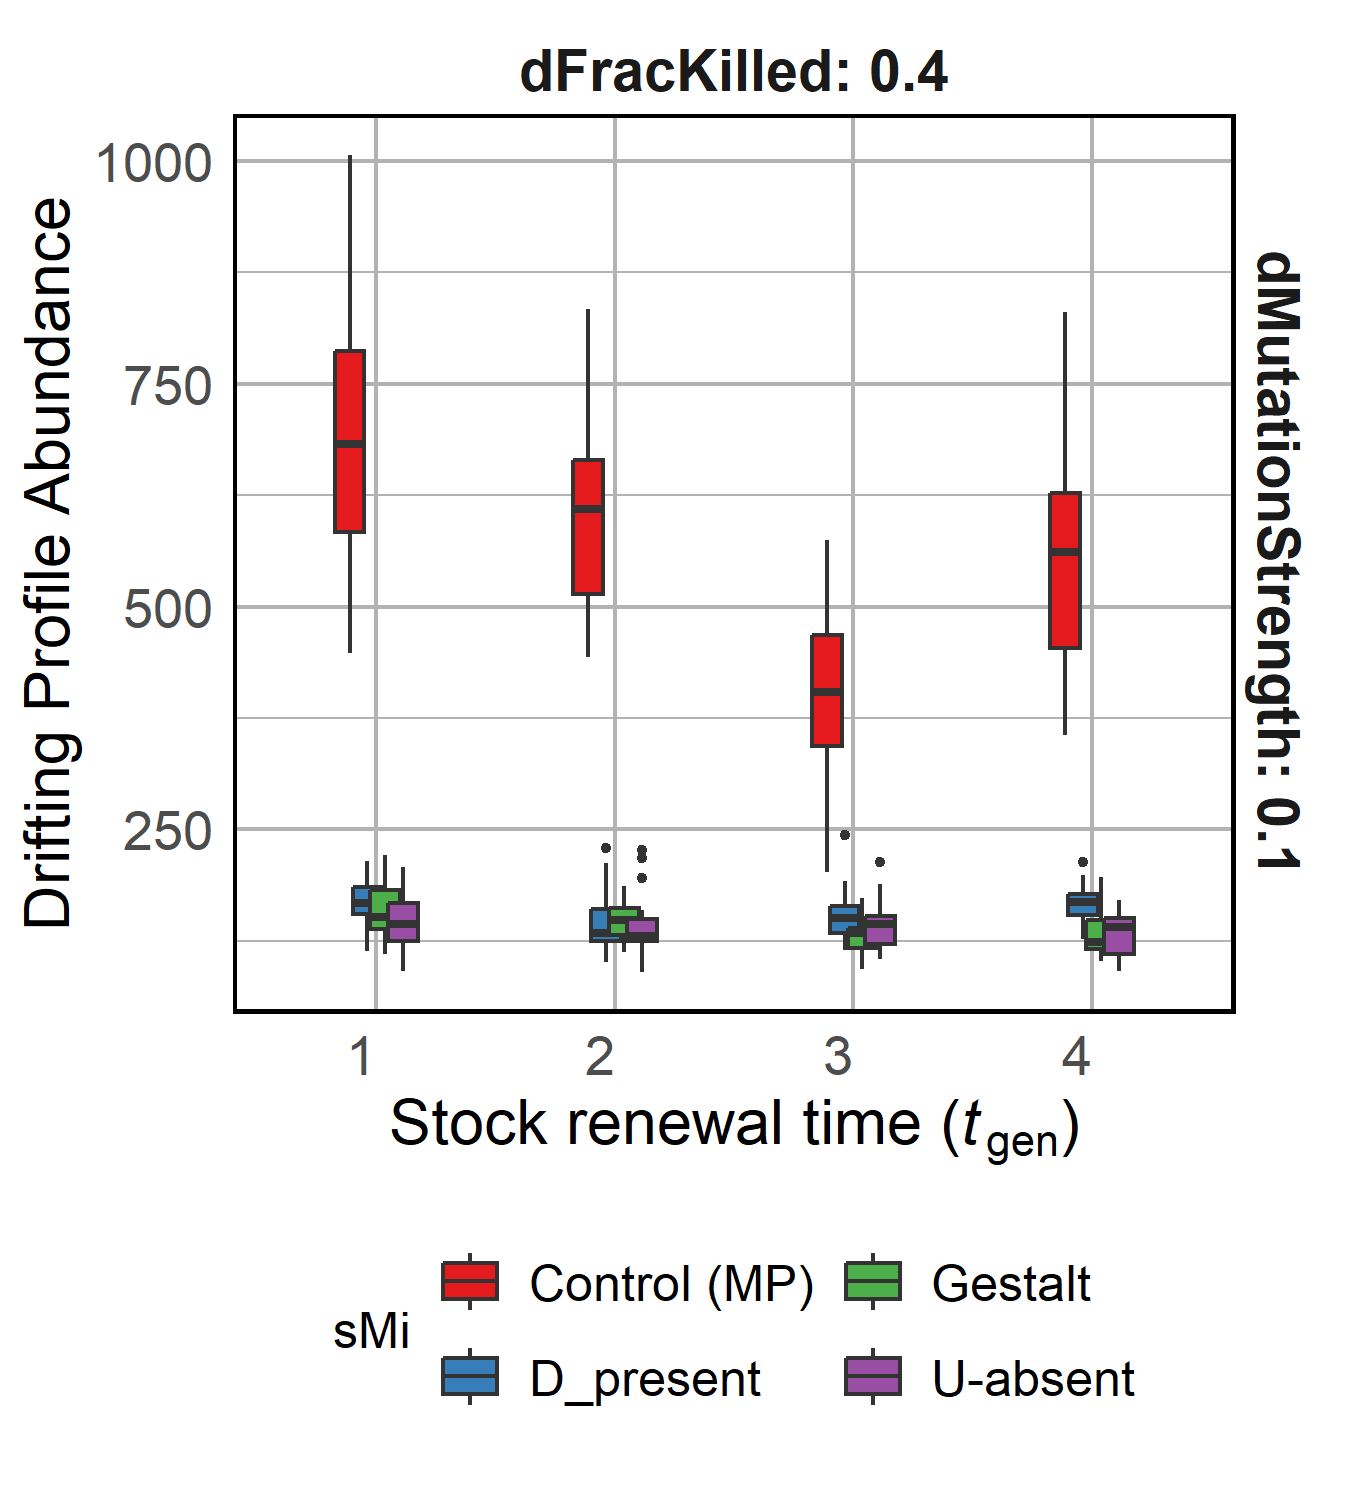 dFracKilled: 0.4
Drifting Profile Abundance
1000
750
500
250
dMutationStrength: 0.1
1 2 3 4
Stock renewal time (t gen)
sMi
Control (MP) Gestalt
D_present U-absent